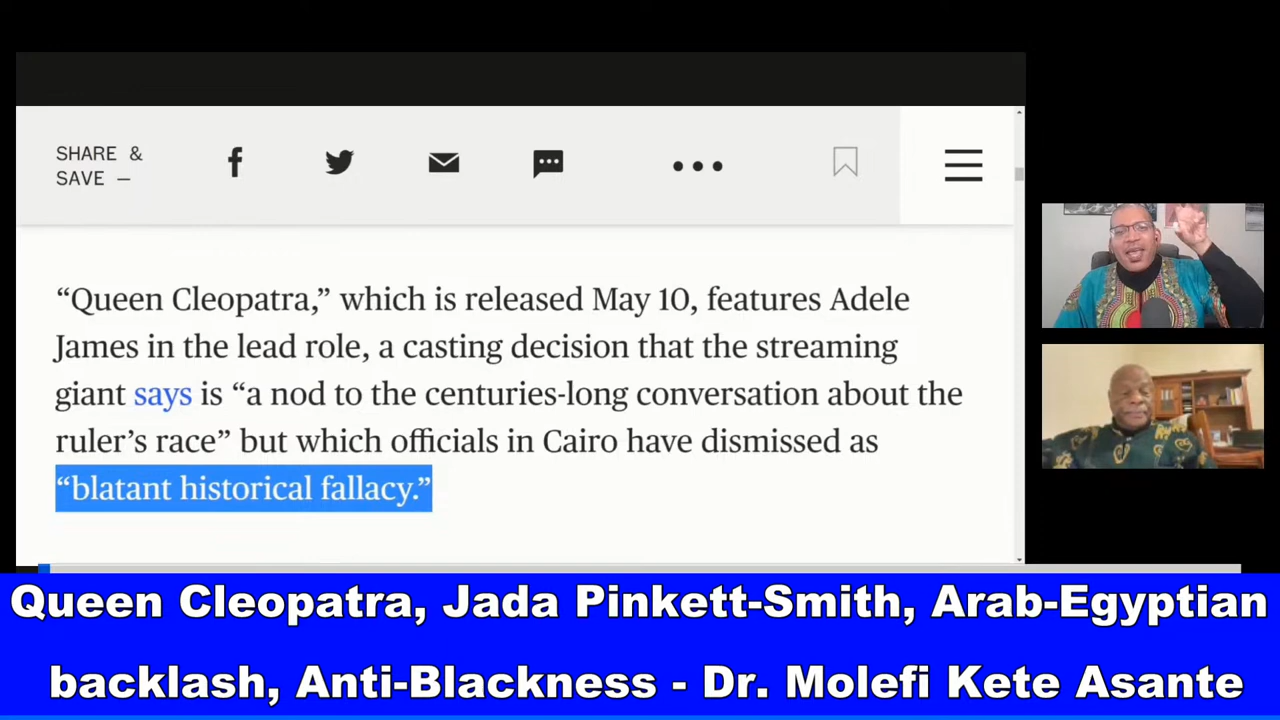 SHARE &
SAVE —
“Queen Cleopatra,” which is released May 10, features Adele
James in the lead role, a casting decision that the streaming
giant says is “a nod to the centuries-long conversation about the
ruler’s race” but which officials in Cairo have dismissed as
“blatant historical fallacy.”
Queen Cleopatra, Jada Pinkett-Smith, Arab-Egyptian
backlash, Anti-Blackness - Dr. Molefi Kete Asante